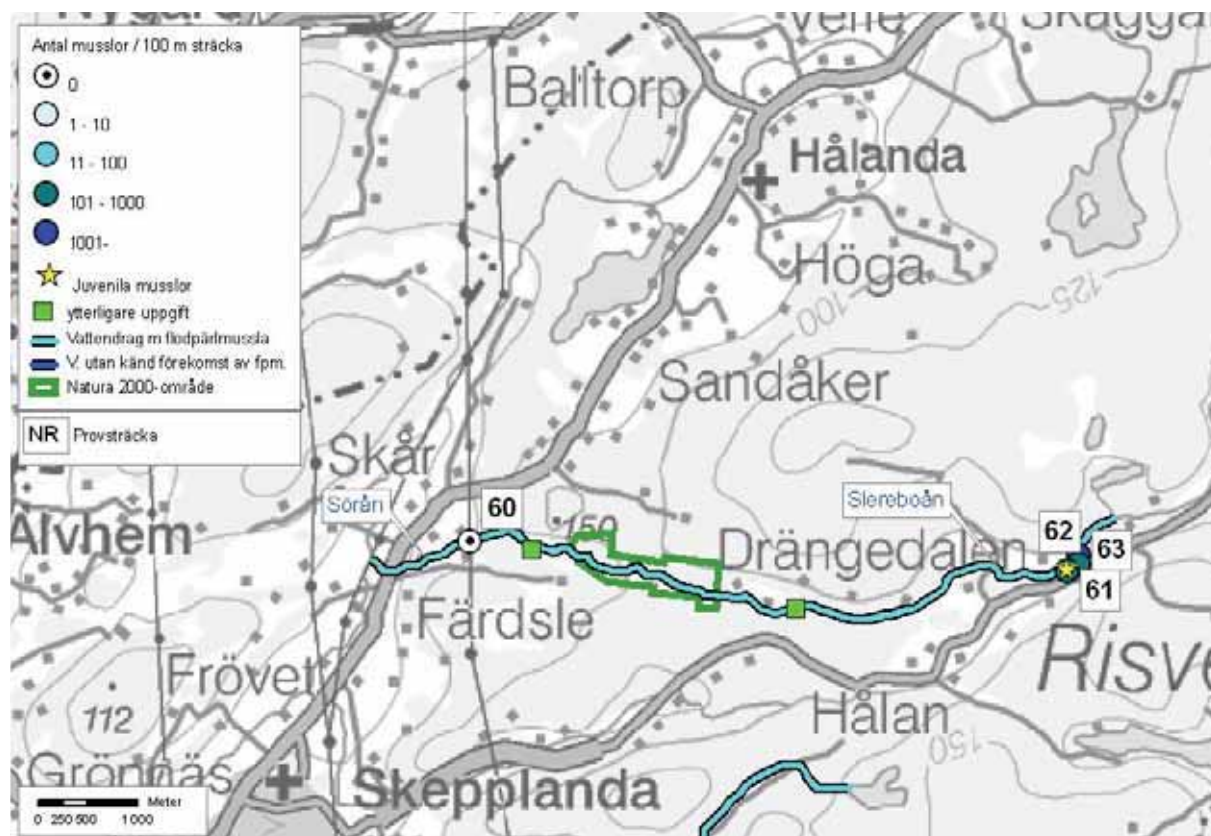 Antal musslor / 100 m sträcka
0
1 - 10
11 - 100
101 - 1000
1001-
Juvenila musslor
ytterligare uppgift
Vattendrag m flodpärlmussla
V. utan känd förekomst av fpm.
Natura 2000-område
NR Provsträcka
Balltorp
Hålanda
Höga
100
125
Sandåker
Skår
Sörån
60
150
Slereboån
62
63
61
Alvhem
Drängedalen
Färdsle
Frövet
Hålan
112
150
Grönnäs
Skepplanda
Meter
0 250 500 1000